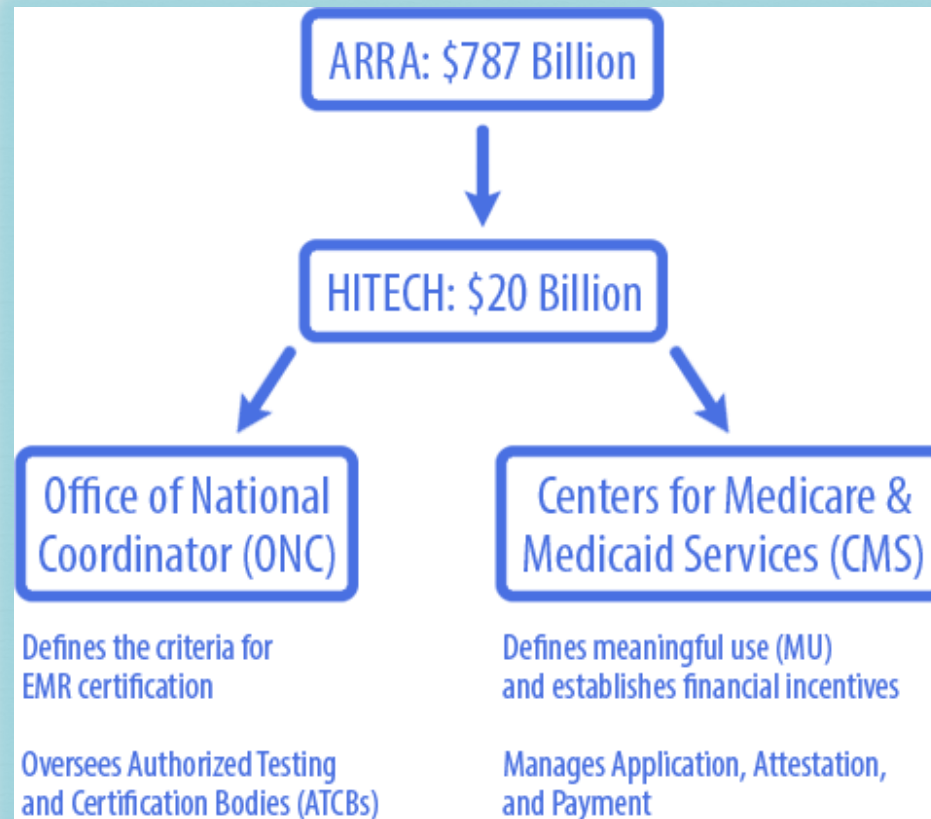 ARRA: $787 Billion
HITECH: $20 Billion
Office of National
Coordinator (ONC)
Defines the criteria for
EMR certification
Oversees Authorized Testing
and Certification Bodies (ATCBs)
Centers for Medicare &
Medicaid Services (CMS)
Defines meaningful use (MU)
and establishes financial incentives
Manages Application, Attestation,
and Payment